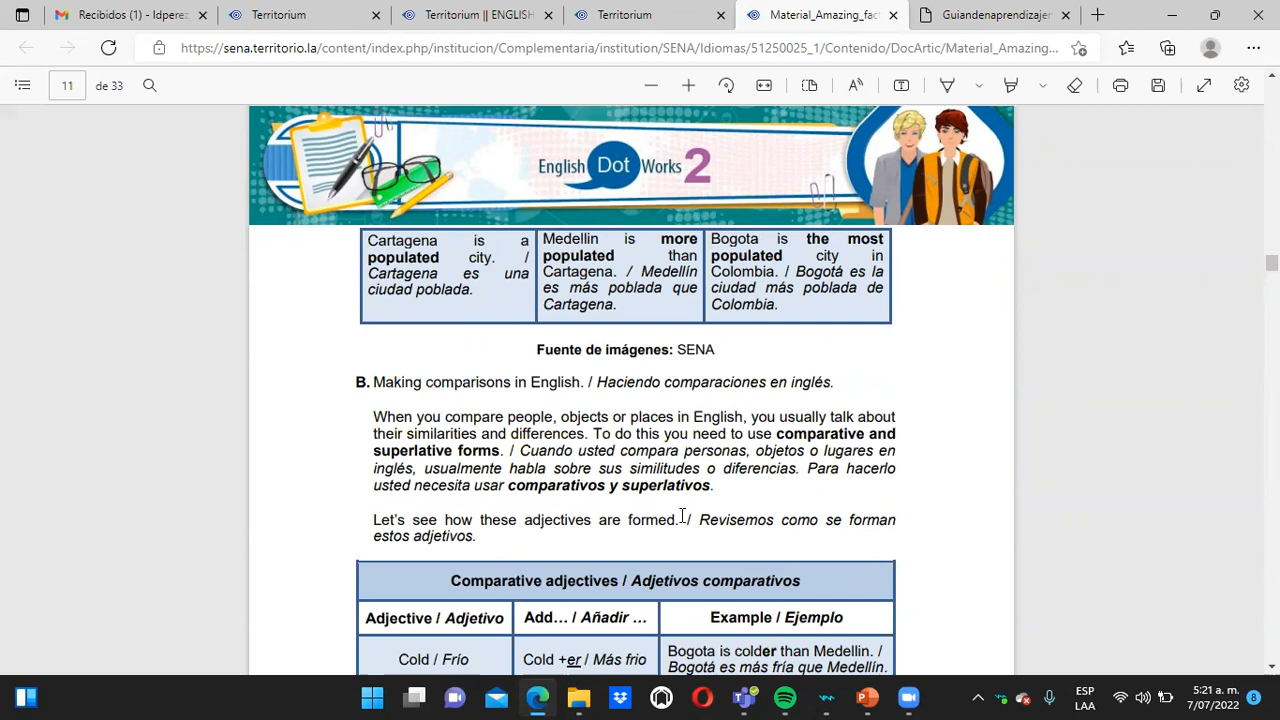 Recibidos (1) - Idperez
Territorium
Territorium || ENGLISH
Territorium
Material_Amazing_fact
Guiandenaprendizajer
https://sena.territorio.la/content/index.php/institucion/Complementaria/institution/SENA/Idiomas/51250025_1/Contenido/DocArtic/Material_Amazing...
11 de 33
English Dot Works 2
Cartagena is a
populated city. /
Cartagena es una
ciudad poblada.
Medellin is more
populated than
Cartagena. / Medellín
es más poblada que
Cartagena.
Bogota is the most
populated city in
Colombia. / Bogotá es la
ciudad más poblada de
Colombia.
Fuente de imágenes: SENA
B. Making comparisons in English. / Haciendo comparaciones en inglés.
When you compare people, objects or places in English, you usually talk about
their similarities and differences. To do this you need to use comparative and
superlative forms. / Cuando usted compara personas, objetos o lugares en
inglés, usualmente habla sobre sus similitudes o diferencias. Para hacerlo
usted necesita usar comparativos y superlativos.
Let's see how these adjectives are formed. / Revisemos como se forman
estos adjetivos.
Comparative adjectives / Adjetivos comparativos
Adjective / Adjetivo
Add… / Añadir …
Example / Ejemplo
Cold / Frío
Cold +er / Más frio
Bogota is colder than Medellin. /
Bogotá es más fría que Medellín.
ESP
LAA
5:21 a. m.
7/07/2022
8